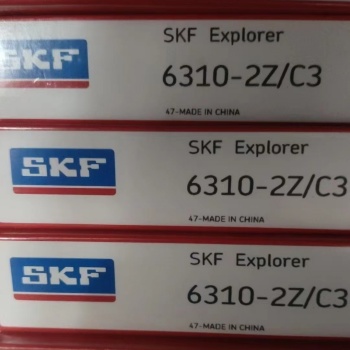 SKF
SKF Explorer
6310-2Z/C3
47-MADE IN CHINA
SKF
SKF Explorer
6310-2Z/C3
47-MADE IN CHINA
SKF
SKF Explorer
6310-2Z/C3
47-MADE IN CHINA